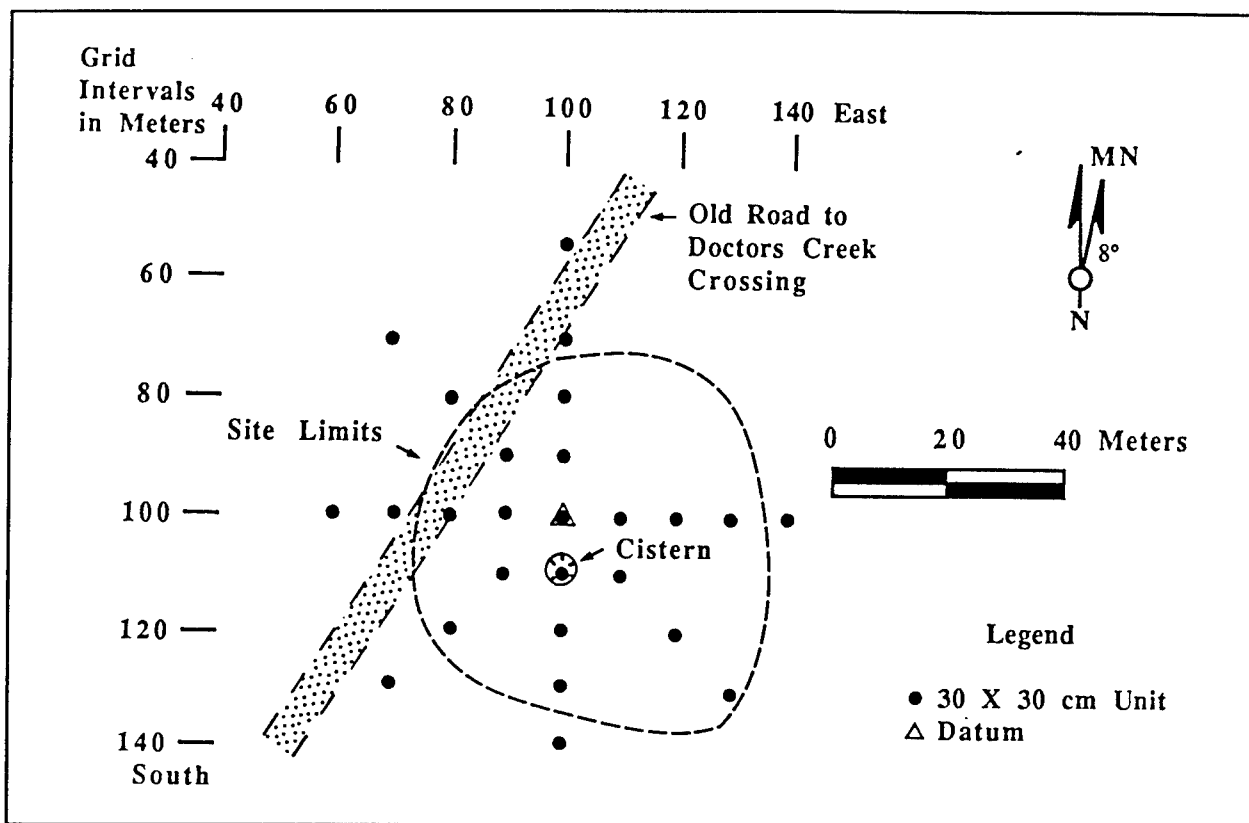 Grid
Intervals
in Meters
40 60 80 100 120 140 East
40
60
80
100
120
140
South
Old Road to
Doctors Creek
Crossing
MN
8°
N
Site Limits
0 20 40 Meters
Cistern
Legend
30 X 30 cm Unit
Datum